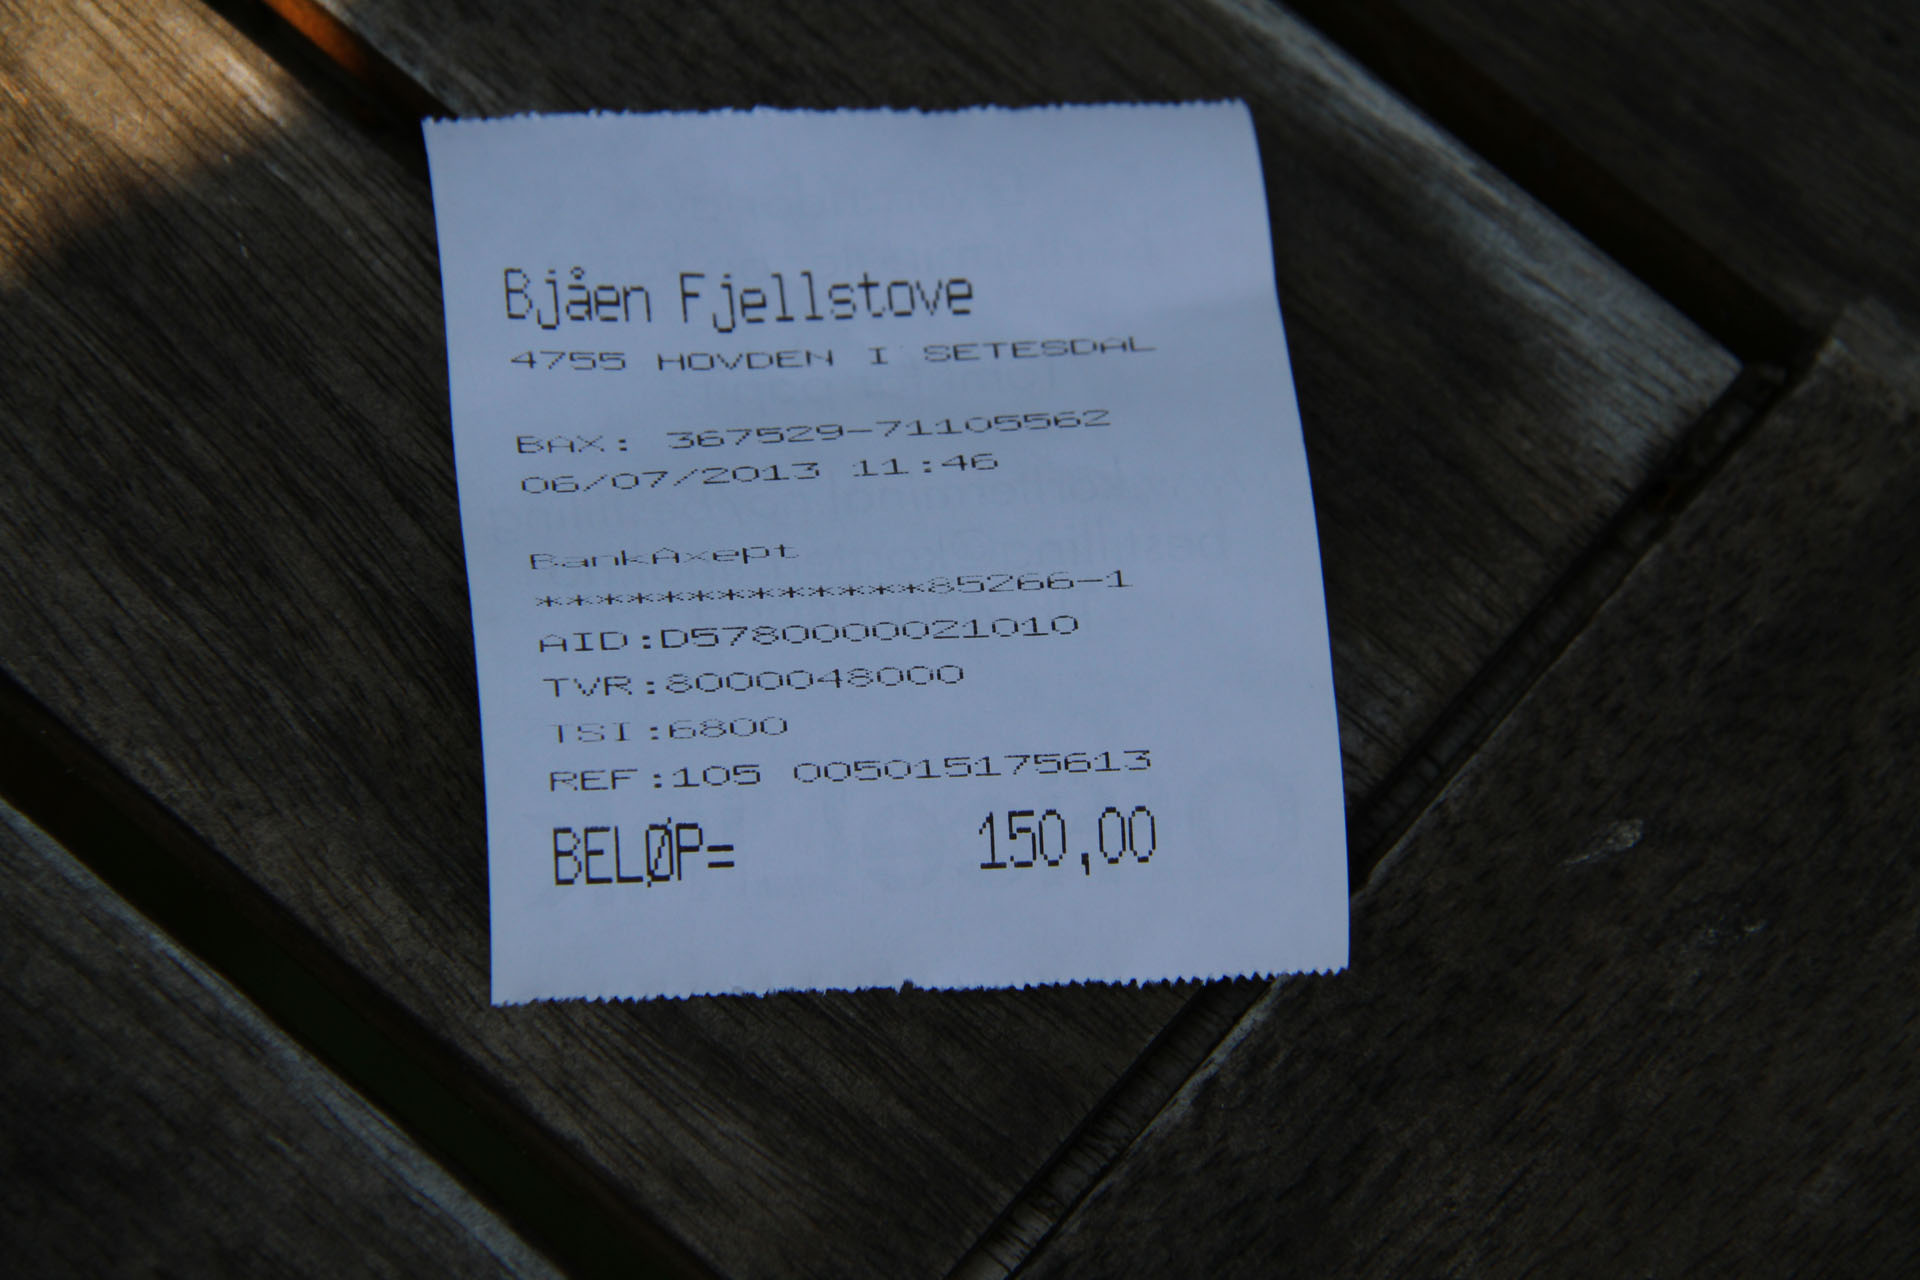 Bjåen Fjellstove
4755 HOVDEN I SETESDAL
BAX: 367529-71105562
06/07/2013 11:46
BankAxept
*************85266-1
AID:D5780000021010
TVR:8000048000
TSI:6800
REF:105 005015175613
BELØP= 150,00